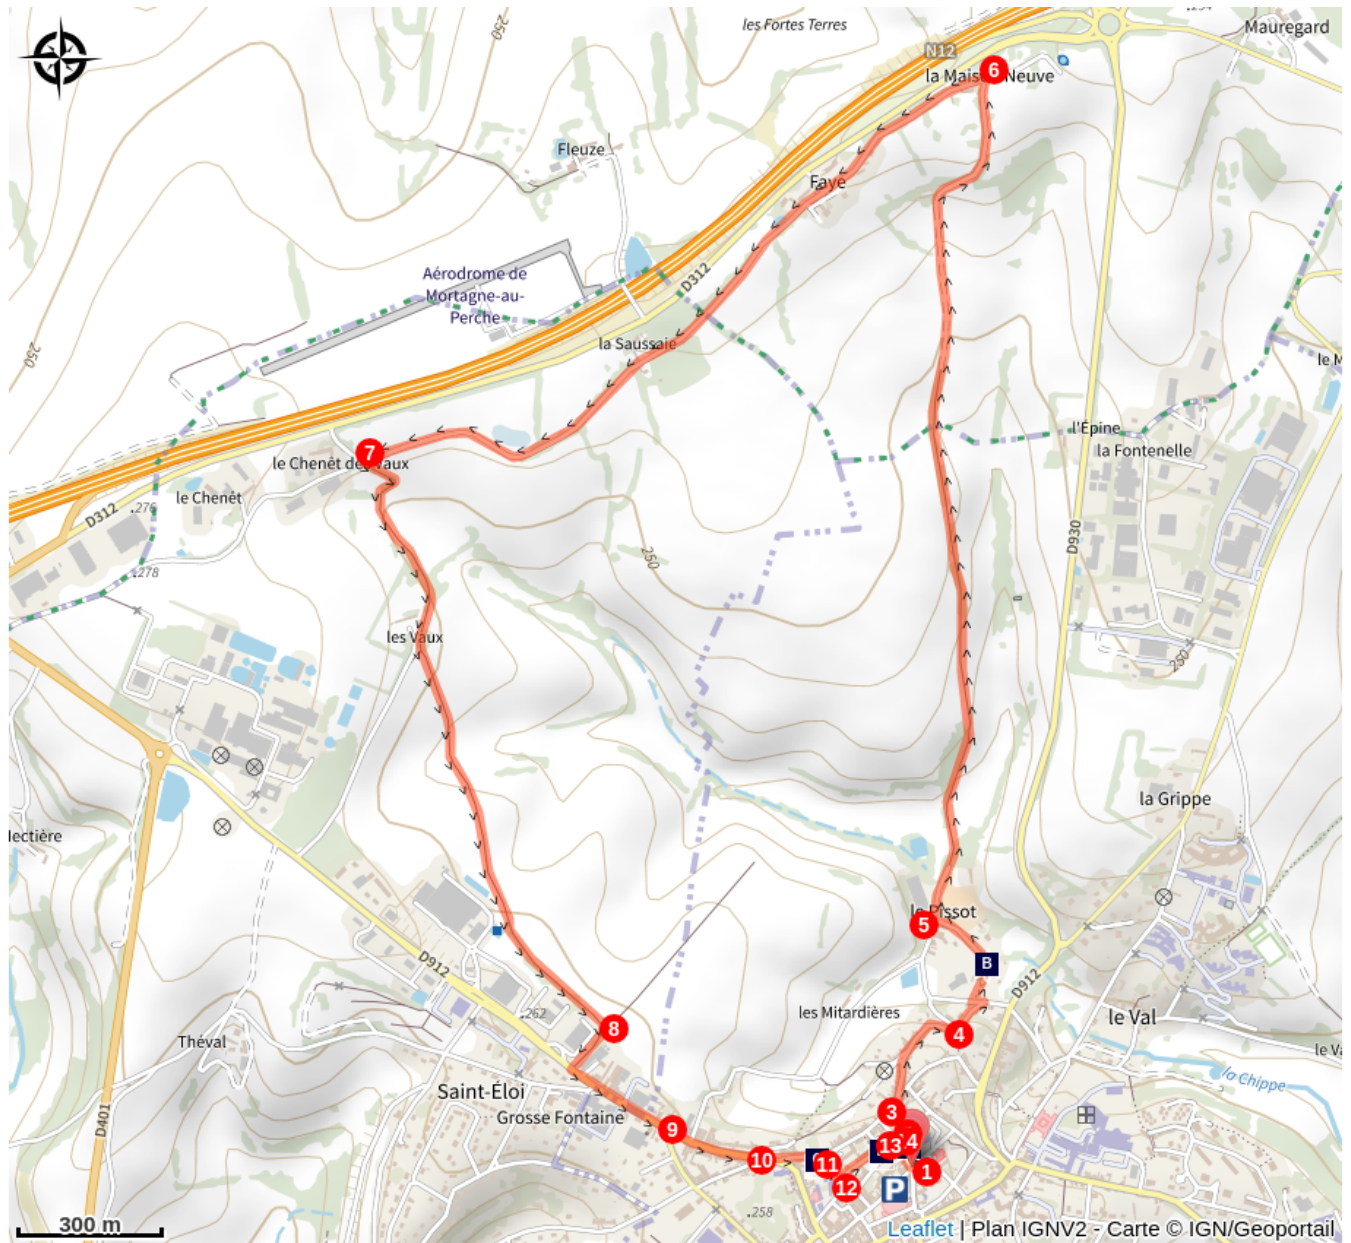 les Fortes Terres
Mauregard
250
N12
la Mais
6
Neuve
Fleuze
Faye
Aérodrome de
Mortagne-au-
Perche
D312
250
la Saussaie
le M
l'Épine
la Fontenelle
7
le Chenêt de
Vaux
le Chenêt
.276
D312
D930
250
.278
les Vaux
250
la Grippe
lectière
le Pissot
5
B
D912
D912
les Mitardières
.262
8
4
le Val
Théval
le Va
la Chippe
Saint-Éloi
D401
Grosse Fontaine
3
9
10
11
13
4
1
12
P
.258
300 m
Leaflet | Plan IGNV2 - Carte © IGN/Geoportail